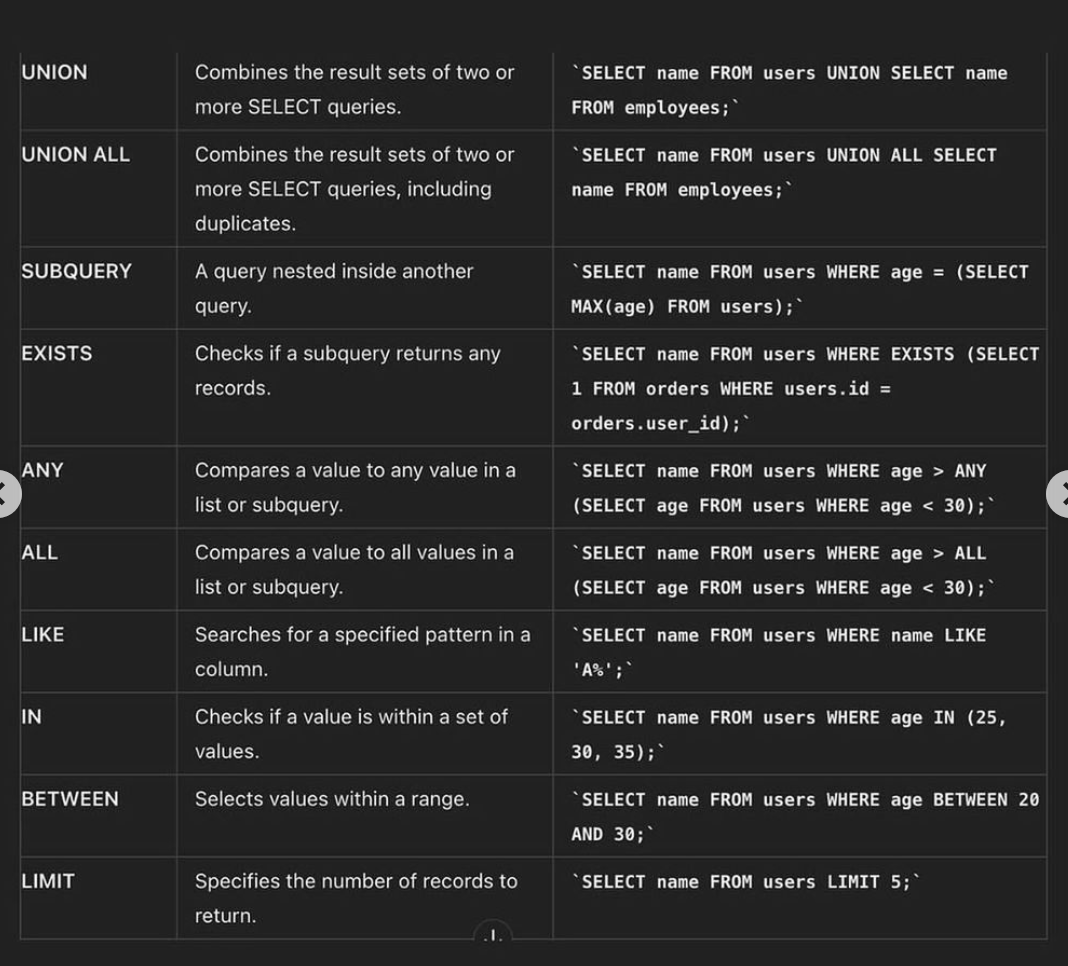 UNION
Combines the result sets of two or
more SELECT queries.
`SELECT name FROM users UNION SELECT name
FROM employees;`
UNION ALL
Combines the result sets of two or
more SELECT queries, including
duplicates.
`SELECT name FROM users UNION ALL SELECT
name FROM employees;`
SUBQUERY
A query nested inside another
query.
`SELECT name FROM users WHERE age = (SELECT
MAX(age) FROM users);`
EXISTS
Checks if a subquery returns any
records.
`SELECT name FROM users WHERE EXISTS (SELECT
1 FROM orders WHERE users.id =
orders.user_id);`
ANY
Compares a value to any value in a
list or subquery.
`SELECT name FROM users WHERE age > ANY
(SELECT age FROM users WHERE age < 30);`
ALL
Compares a value to all values in a
list or subquery.
`SELECT name FROM users WHERE age > ALL
(SELECT age FROM users WHERE age < 30);`
LIKE
Searches for a specified pattern in a
column.
`SELECT name FROM users WHERE name LIKE
'A%';`
IN
Checks if a value is within a set of
values.
`SELECT name FROM users WHERE age IN (25,
30, 35);`
BETWEEN
Selects values within a range.
`SELECT name FROM users WHERE age BETWEEN 20
AND 30;`
LIMIT
Specifies the number of records to
return.
`SELECT name FROM users LIMIT 5;`